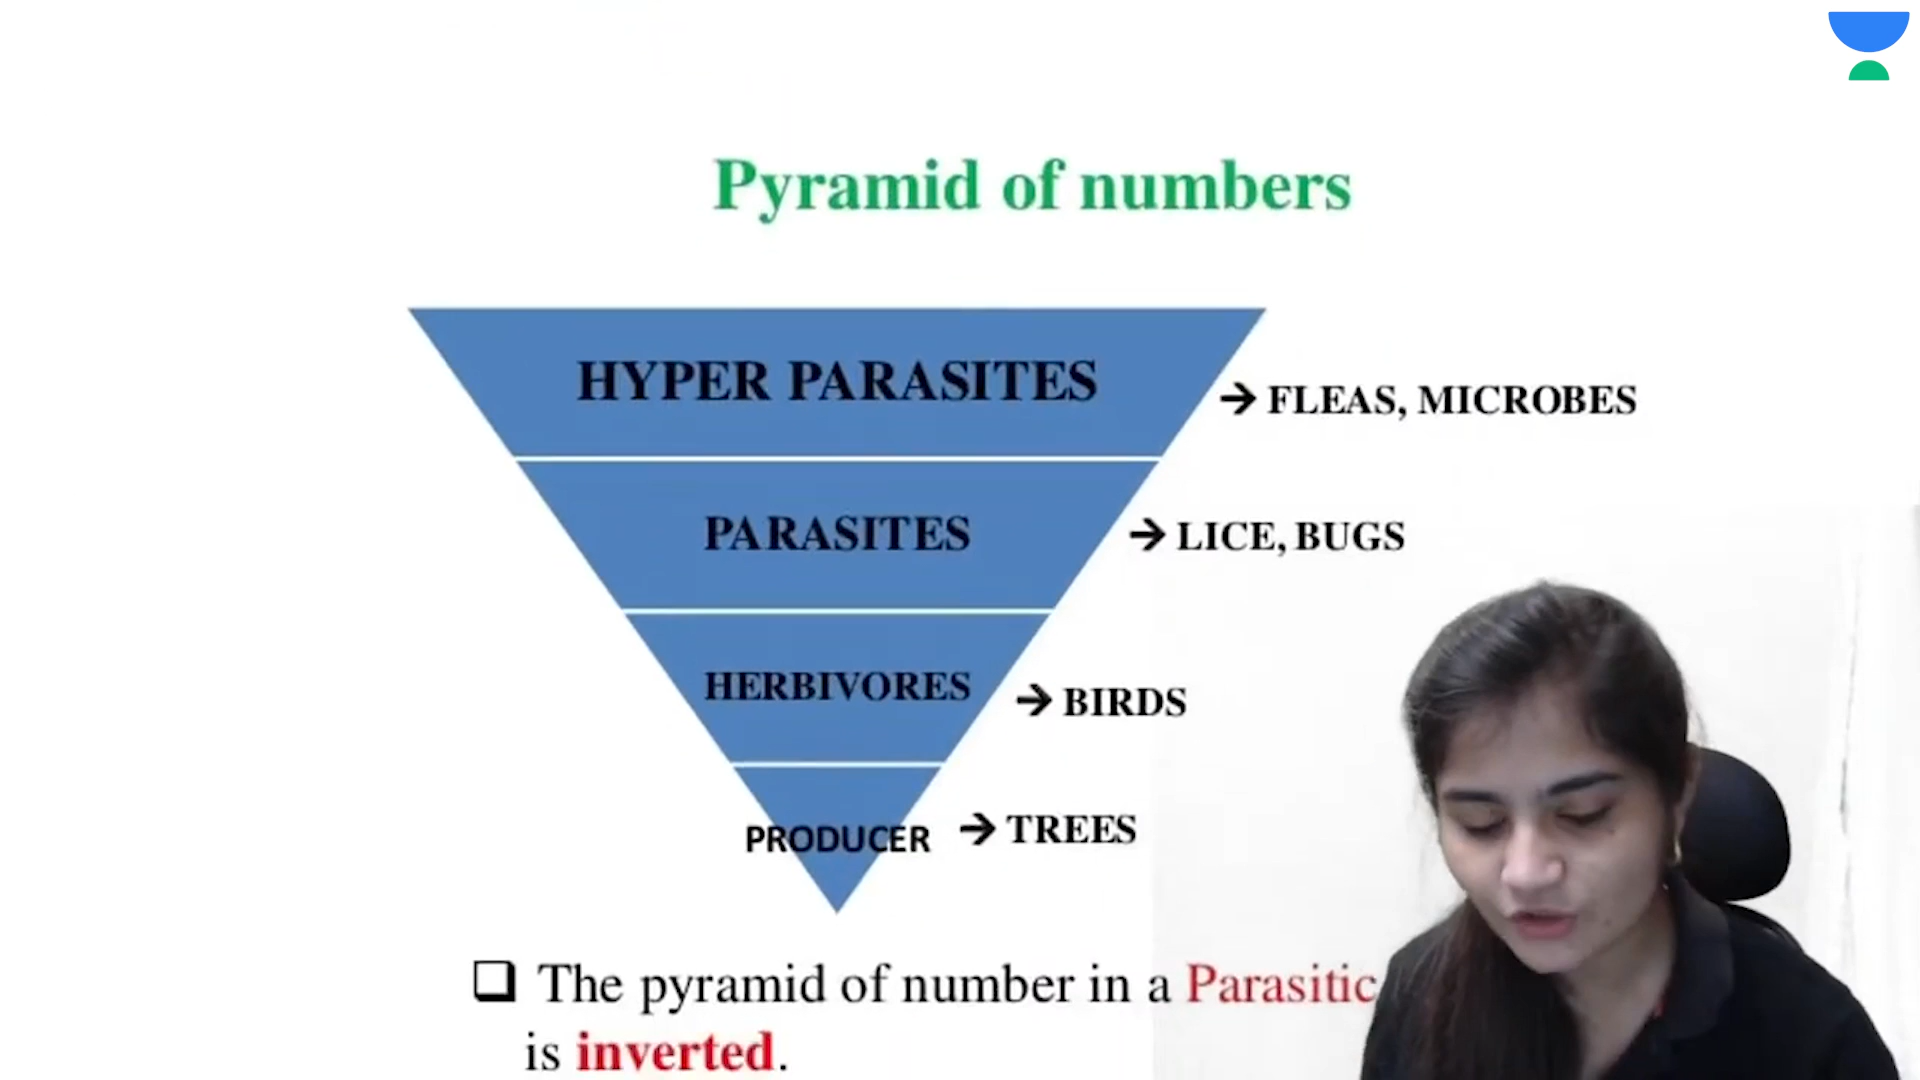 Pyramid of numbers
HYPER PARASITES
→ FLEAS, MICROBES
PARASITES
→ LICE, BUGS
HERBIVORES
→ BIRDS
PRODUCER
→ TREES
❑ The pyramid of number in a Parasitic
is inverted.